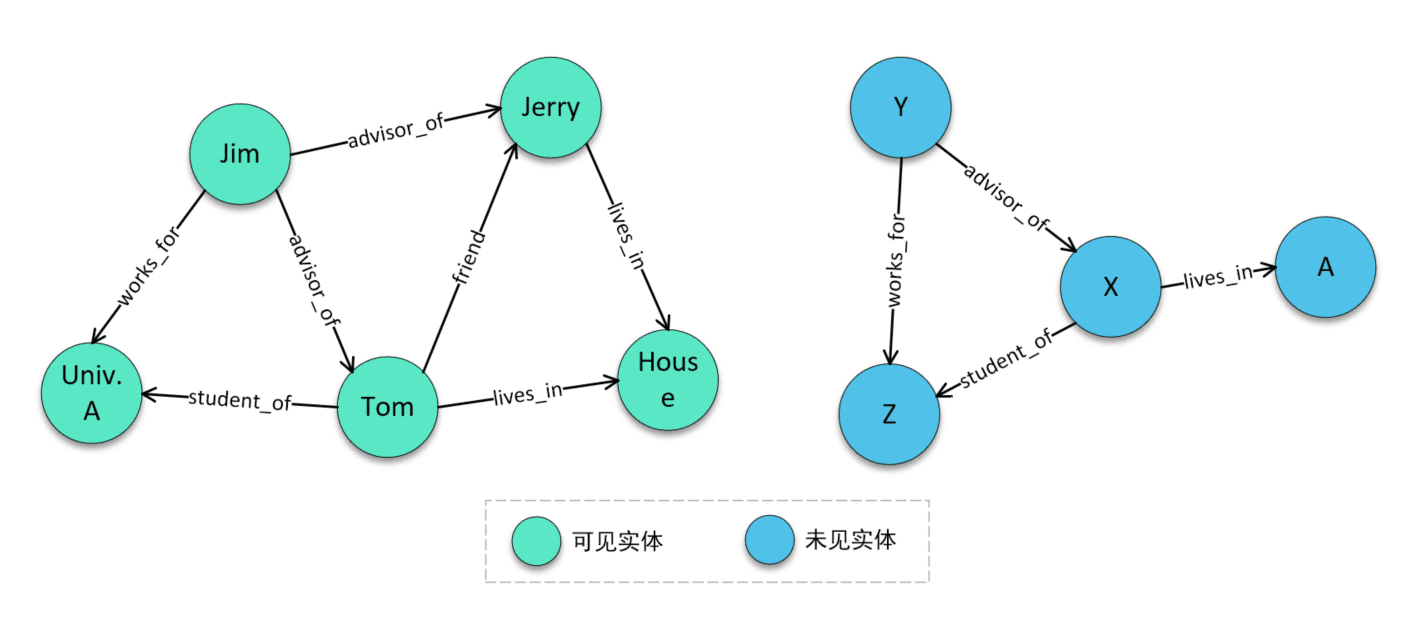 Jim
advisor_of
Jerry
works_for
advisor_of
friend
lives_in
Univ.
A
student_of
Tom
lives_in
Hous
e
Y
advisor_of
works_for
X
lives_in
A
student_of
Z
可见实体
未见实体